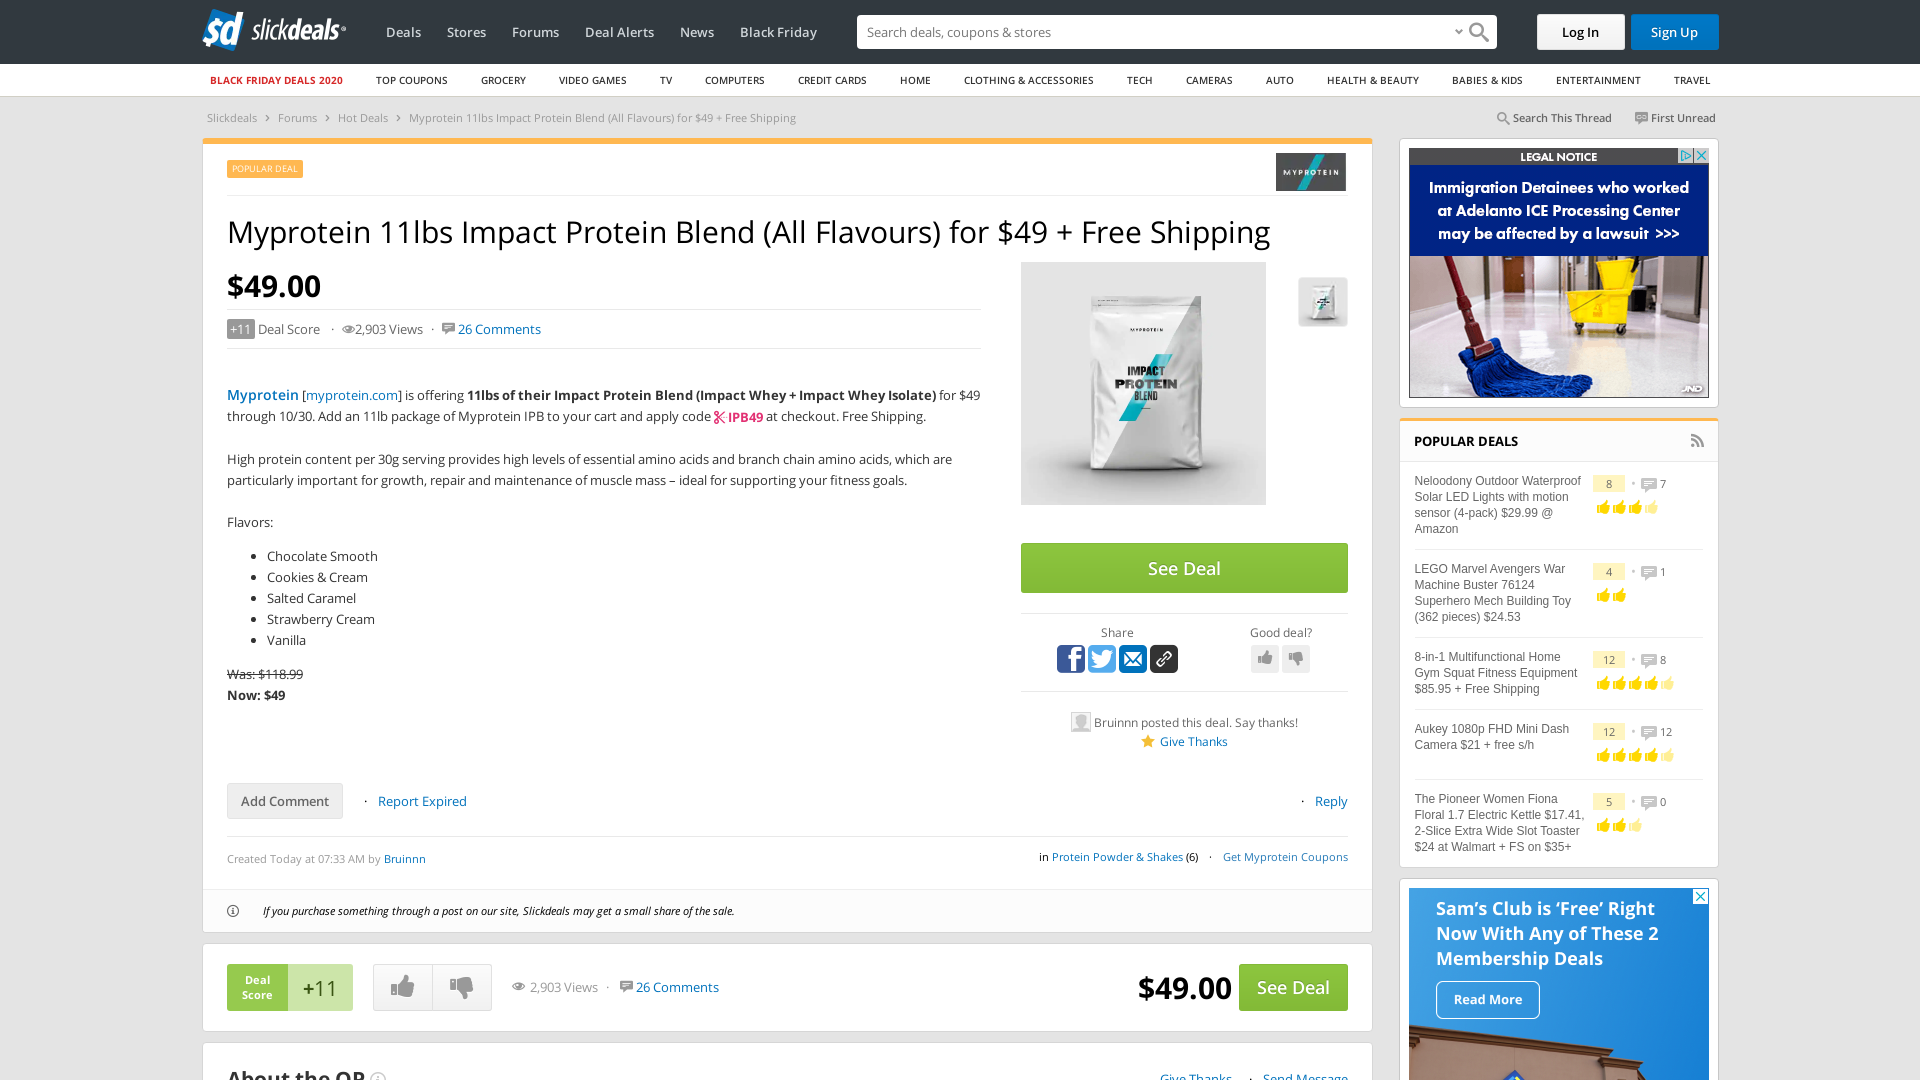 sd slickdeals
Deals
Stores
Forums
Deal Alerts
News
Black Friday
Search deals, coupons & shops
Log In
Sign Up
BLACK FRIDAY DEALS 2020
TOP COUPONS
GROCERY
VIDEO GAMES
TV
COMPUTERS
CREDIT CARDS
HOME
CLOTHING & ACCESSORIES
TECH
CAMERAS
AUTO
HEALTH & BEAUTY
BABIES & KIDS
ENTERTAINMENT
TRAVEL
Slickdeals > Forums > Hot Deals > Myprotein 11lbs Impact Protein Blend (All Flavours) for $49 + Free Shipping
Search This Thread
First Unread
POPULAR DEAL
MYPROTEIN
Myprotein 11lbs Impact Protein Blend (All Flavours) for $49 + Free Shipping
$49.00
+11 Deal Score · 2,903 Views · 26 Comments
Myprotein [myprotein.com] is offering 11lbs of their Impact Protein Blend (Impact Whey + Impact Whey Isolate) for $49
through 10/30. Add an 11lb package of Myprotein IPB to your cart and apply code IPB49 at checkout. Free Shipping.
High protein content per 30g serving provides high levels of essential amino acids and branch chain amino acids, which are
particularly important for growth, repair and maintenance of muscle mass – ideal for supporting your fitness goals.
Flavors:
• Chocolate Smooth
• Cookies & Cream
• Salted Caramel
• Strawberry Cream
• Vanilla
Was: $118.99
Now: $49
MYPROTEIN
IMPACT
PROTEIN
BLEND
See Deal
Share
Good deal?
Bruinnn posted this deal. Say thanks!
Give Thanks
Add Comment
· Report Expired
· Reply
Created Today at 07:33 AM by Bruinnn
in Protein Powder & Shakes (6) · Get Myprotein Coupons
If you purchase something through a post on our site, Slickdeals may get a small share of the sale.
Deal
Score
+11
2,903 Views · 26 Comments
$49.00
See Deal
About the OP
Give Thanks · Send Message
LEGAL NOTICE
Immigration Detainees who worked
at Adelanto ICE Processing Center
may be affected by a lawsuit >>>
JND
POPULAR DEALS
Neloodony Outdoor Waterproof
Solar LED Lights with motion
sensor (4-pack) $29.99 @
Amazon
8 • 7
LEGO Marvel Avengers War
Machine Buster 76124
Superhero Mech Building Toy
(362 pieces) $24.53
4 • 1
8-in-1 Multifunctional Home
Gym Squat Fitness Equipment
$85.95 + Free Shipping
12 • 8
Aukey 1080p FHD Mini Dash
Camera $21 + free s/h
12 • 12
The Pioneer Women Fiona
Floral 1.7 Electric Kettle $17.41,
2-Slice Extra Wide Slot Toaster
$24 at Walmart + FS on $35+
5 • 0
Sam's Club is 'Free' Right
Now With Any of These 2
Membership Deals
Read More